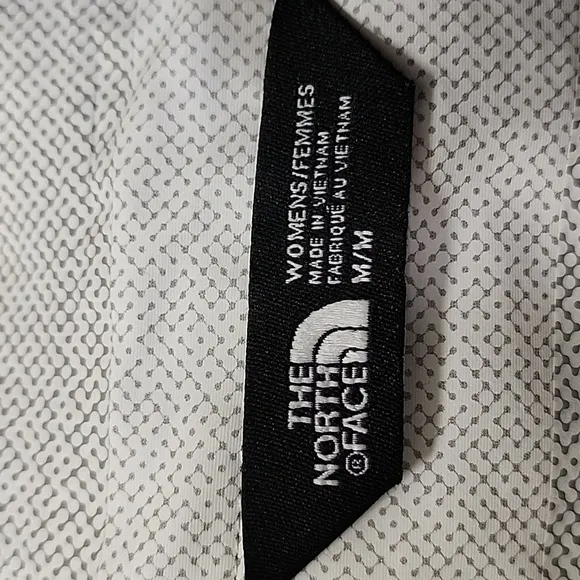 THE
NORTH
FACE®
WOMENS/FEMMES
MADE IN VIETNAM
FABRIQUÉ AU VIETNAM
M/M